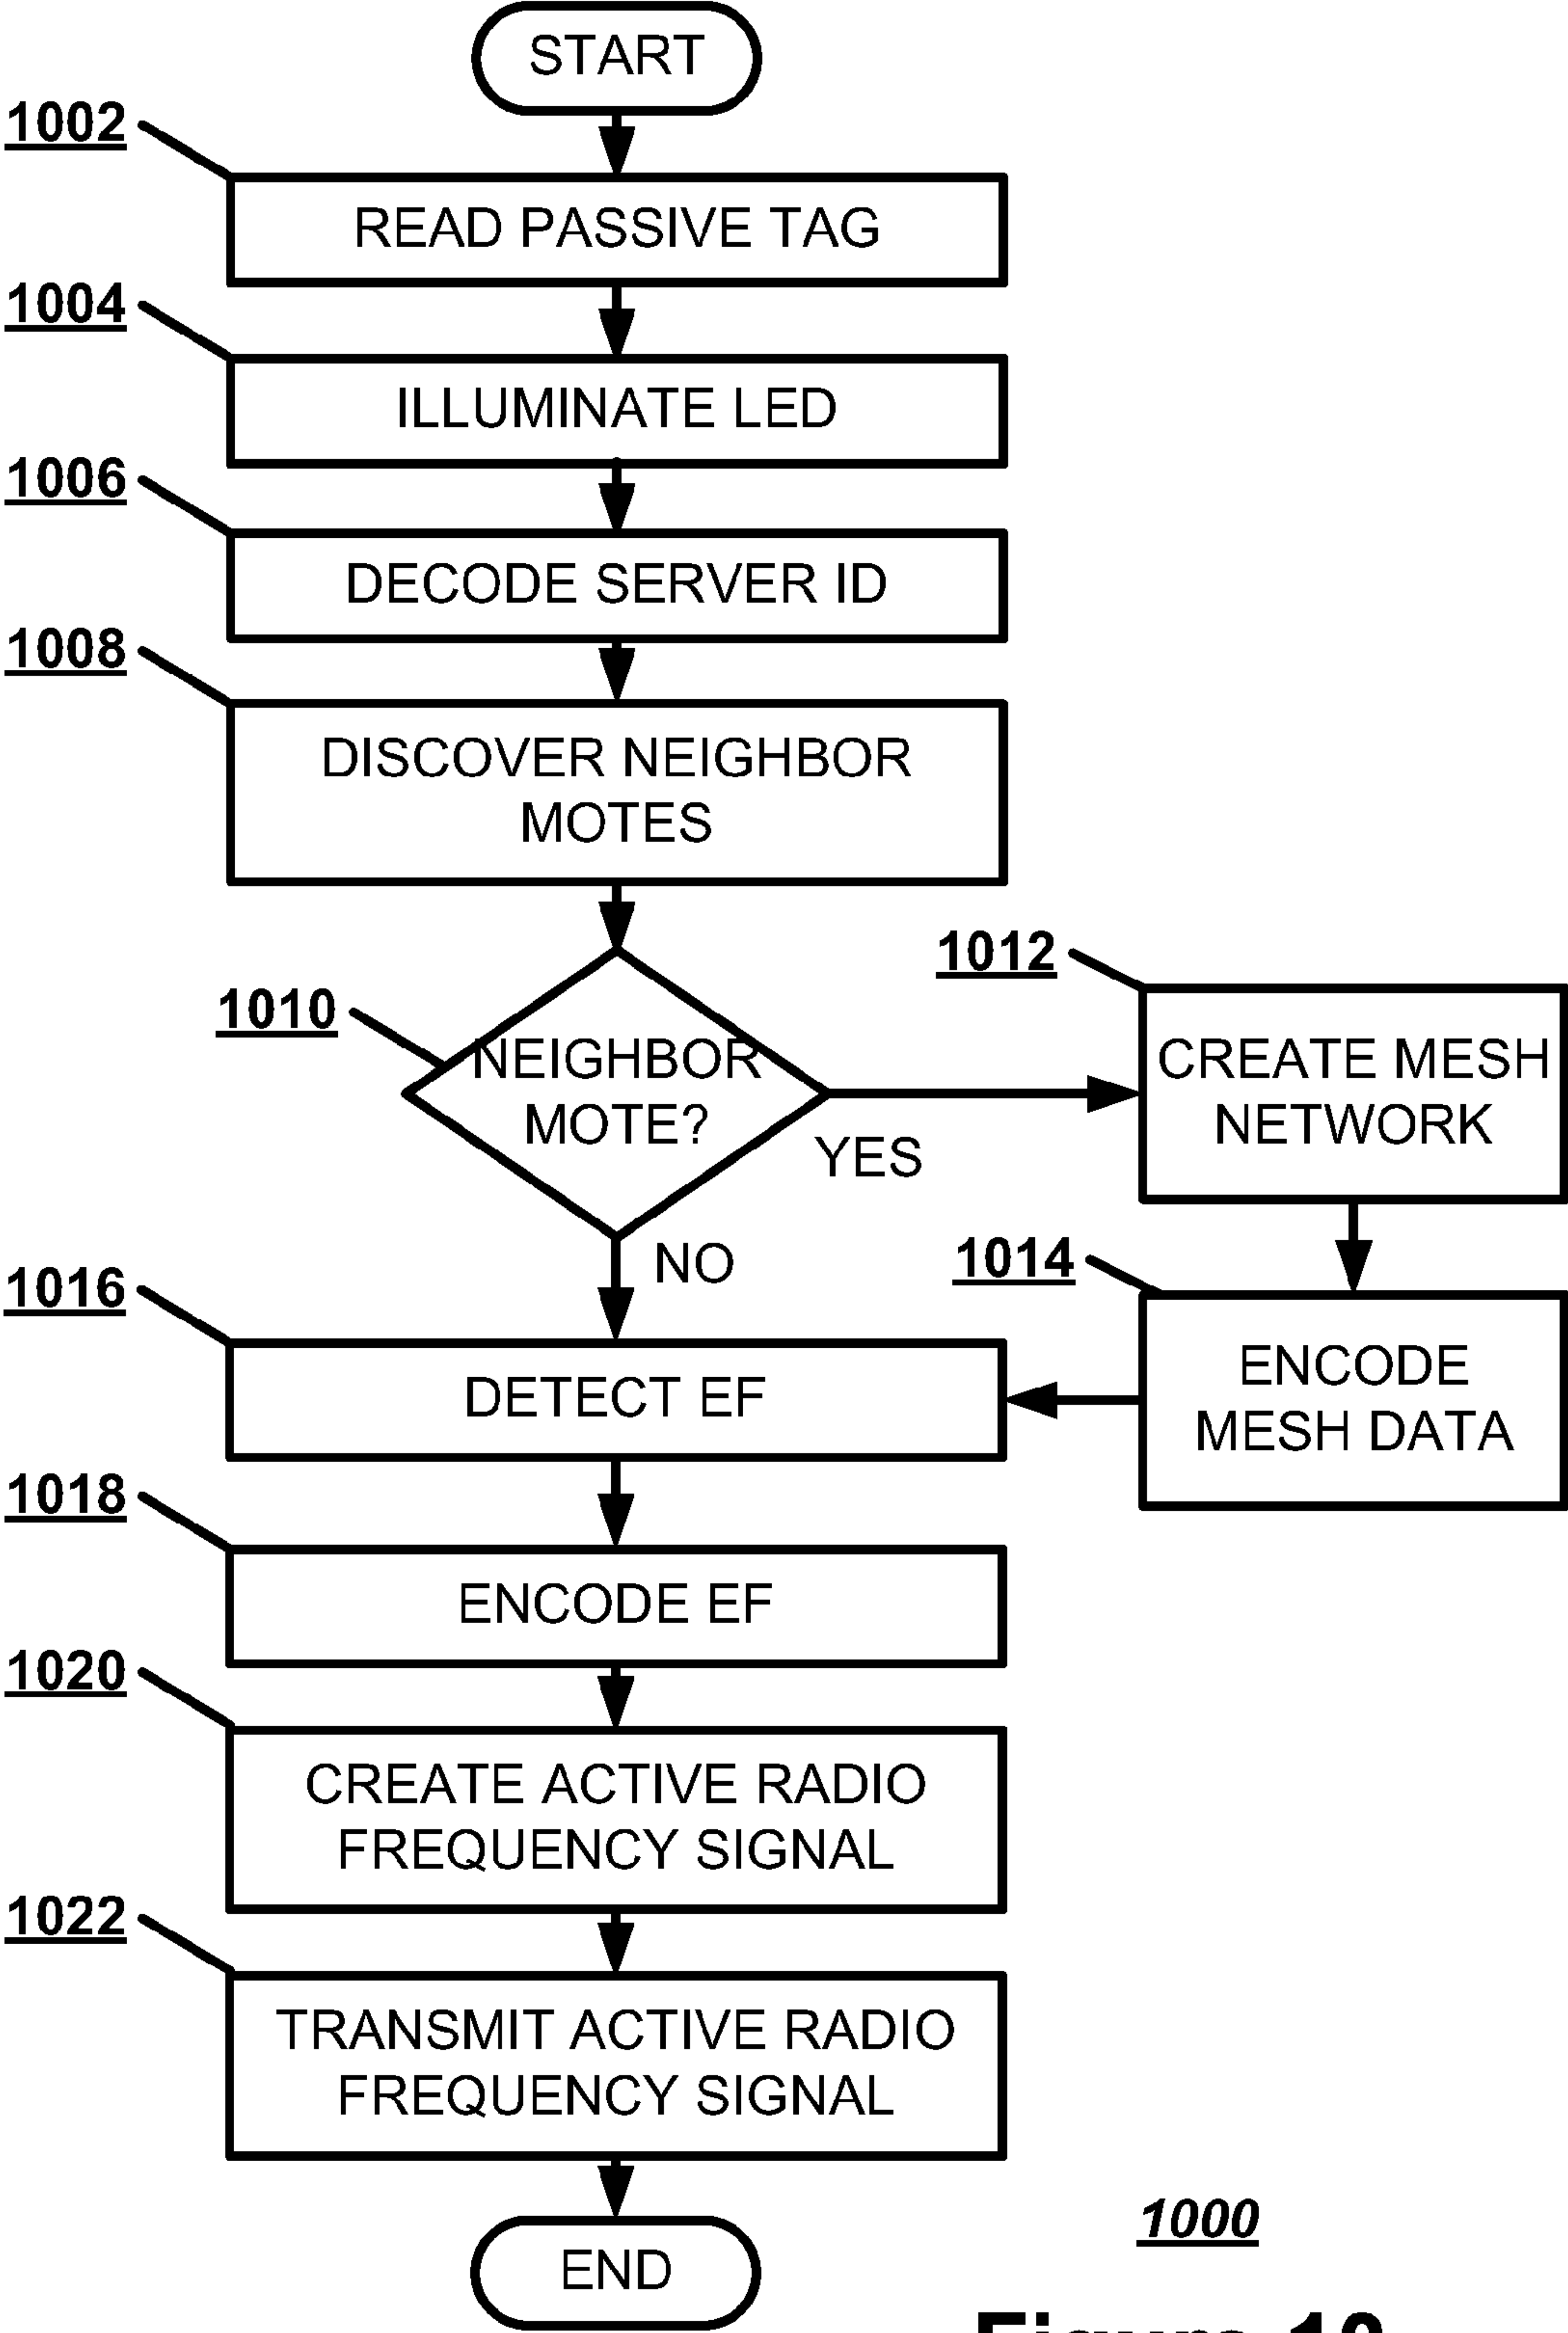 START
1002
READ PASSIVE TAG
1004
ILLUMINATE LED
1006
DECODE SERVER ID
1008
DISCOVER NEIGHBOR
MOTES
1010
NEIGHBOR
MOTE?
YES
NO
1012
CREATE MESH
NETWORK
1014
ENCODE
MESH DATA
1016
DETECT EF
1018
ENCODE EF
1020
CREATE ACTIVE RADIO
FREQUENCY SIGNAL
1022
TRANSMIT ACTIVE RADIO
FREQUENCY SIGNAL
END
1000